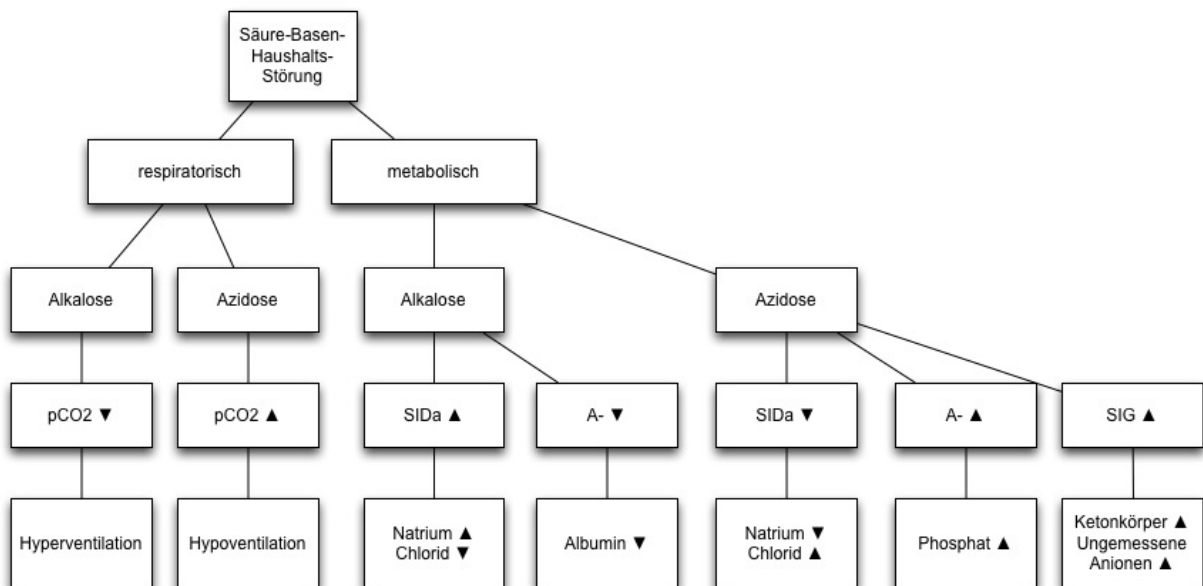 Säure-Basen-
Haushalts-
Störung
respiratorisch
metabolisch
Alkalose
Azidose
Alkalose
Azidose
pCO2 ▼
pCO2 ▲
SIDa ▲
A- ▼
SIDa ▼
A- ▲
SIG ▲
Hyperventilation
Hypoventilation
Natrium ▲
Chlorid ▼
Albumin ▼
Natrium ▼
Chlorid ▲
Phosphat ▲
Ketonkörper ▲
Ungemessene
Anionen ▲